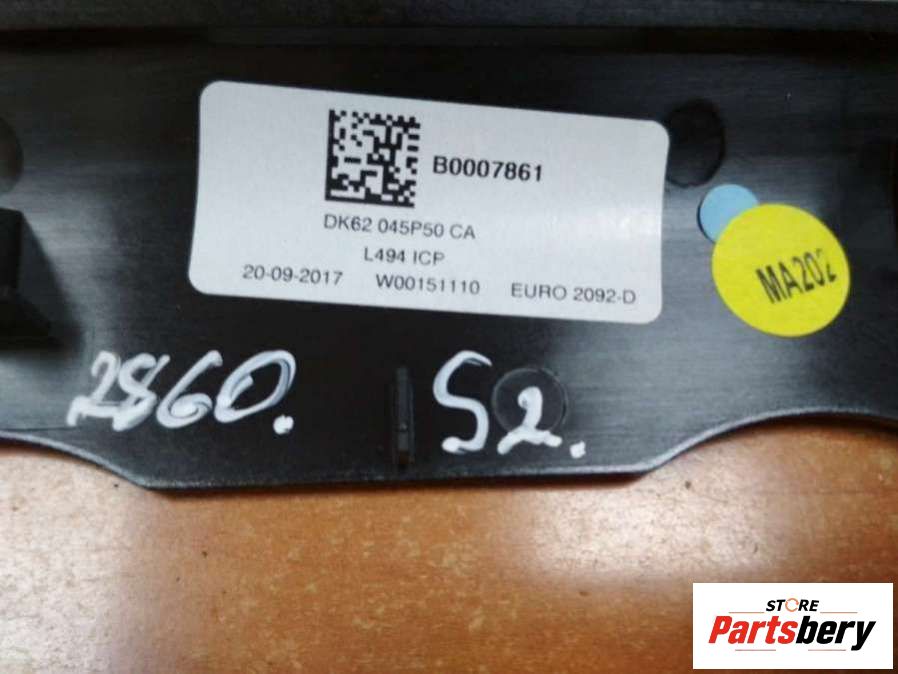 B0007861
DK62 045P50 CA
L494 ICP
20-09-2017 W00151110 EURO 2092-D
MA202
2860. S2.
STORE
Partsbery